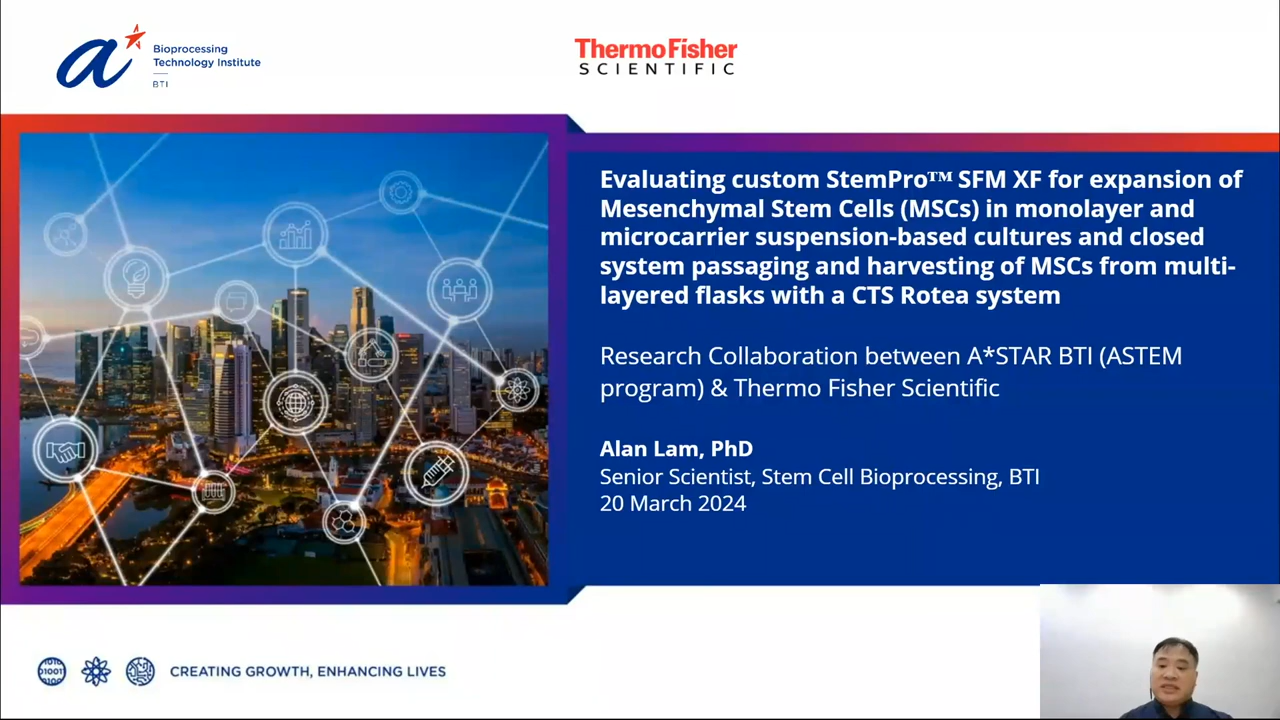 Bioprocessing
Technology Institute
BTI
ThermoFisher
SCIENTIFIC
Evaluating custom StemPro™ SFM XF for expansion of
Mesenchymal Stem Cells (MSCs) in monolayer and
microcarrier suspension-based cultures and closed
system passaging and harvesting of MSCs from multi-
layered flasks with a CTS Rotea system
Research Collaboration between A*STAR BTI (ASTEM
program) & Thermo Fisher Scientific
Alan Lam, PhD
Senior Scientist, Stem Cell Bioprocessing, BTI
20 March 2024
CREATING GROWTH, ENHANCING LIVES